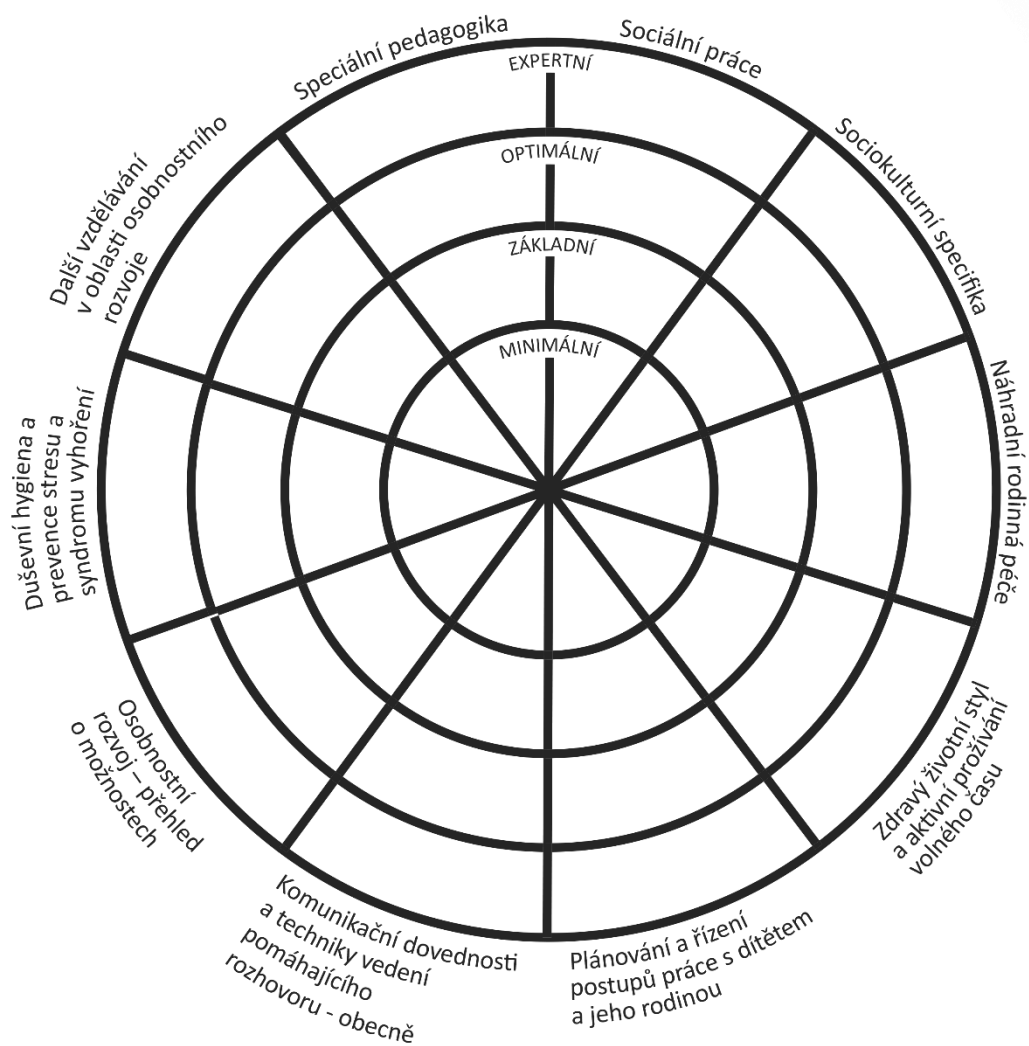 Speciální pedagogika
Sociální práce
EXPERTNÍ
OPTIMÁLNÍ
ZÁKLADNÍ
MINIMÁLNÍ
Sociokulturní specifika
Náhradní rodinná péče
Zdravý životní styl
a aktivní prožívání
volného času
Plánování a řízení
postupů práce s dítětem
a jeho rodinou
Komunikační dovednosti
a techniky vedení
pomáhajícího
rozhovoru - obecně
Osobnostní
rozvoj – přehled
o možnostech
Duševní hygiena a
prevence stresu a
syndromu vyhoření
Další vzdělávání
v oblasti osobnostního
rozvoje